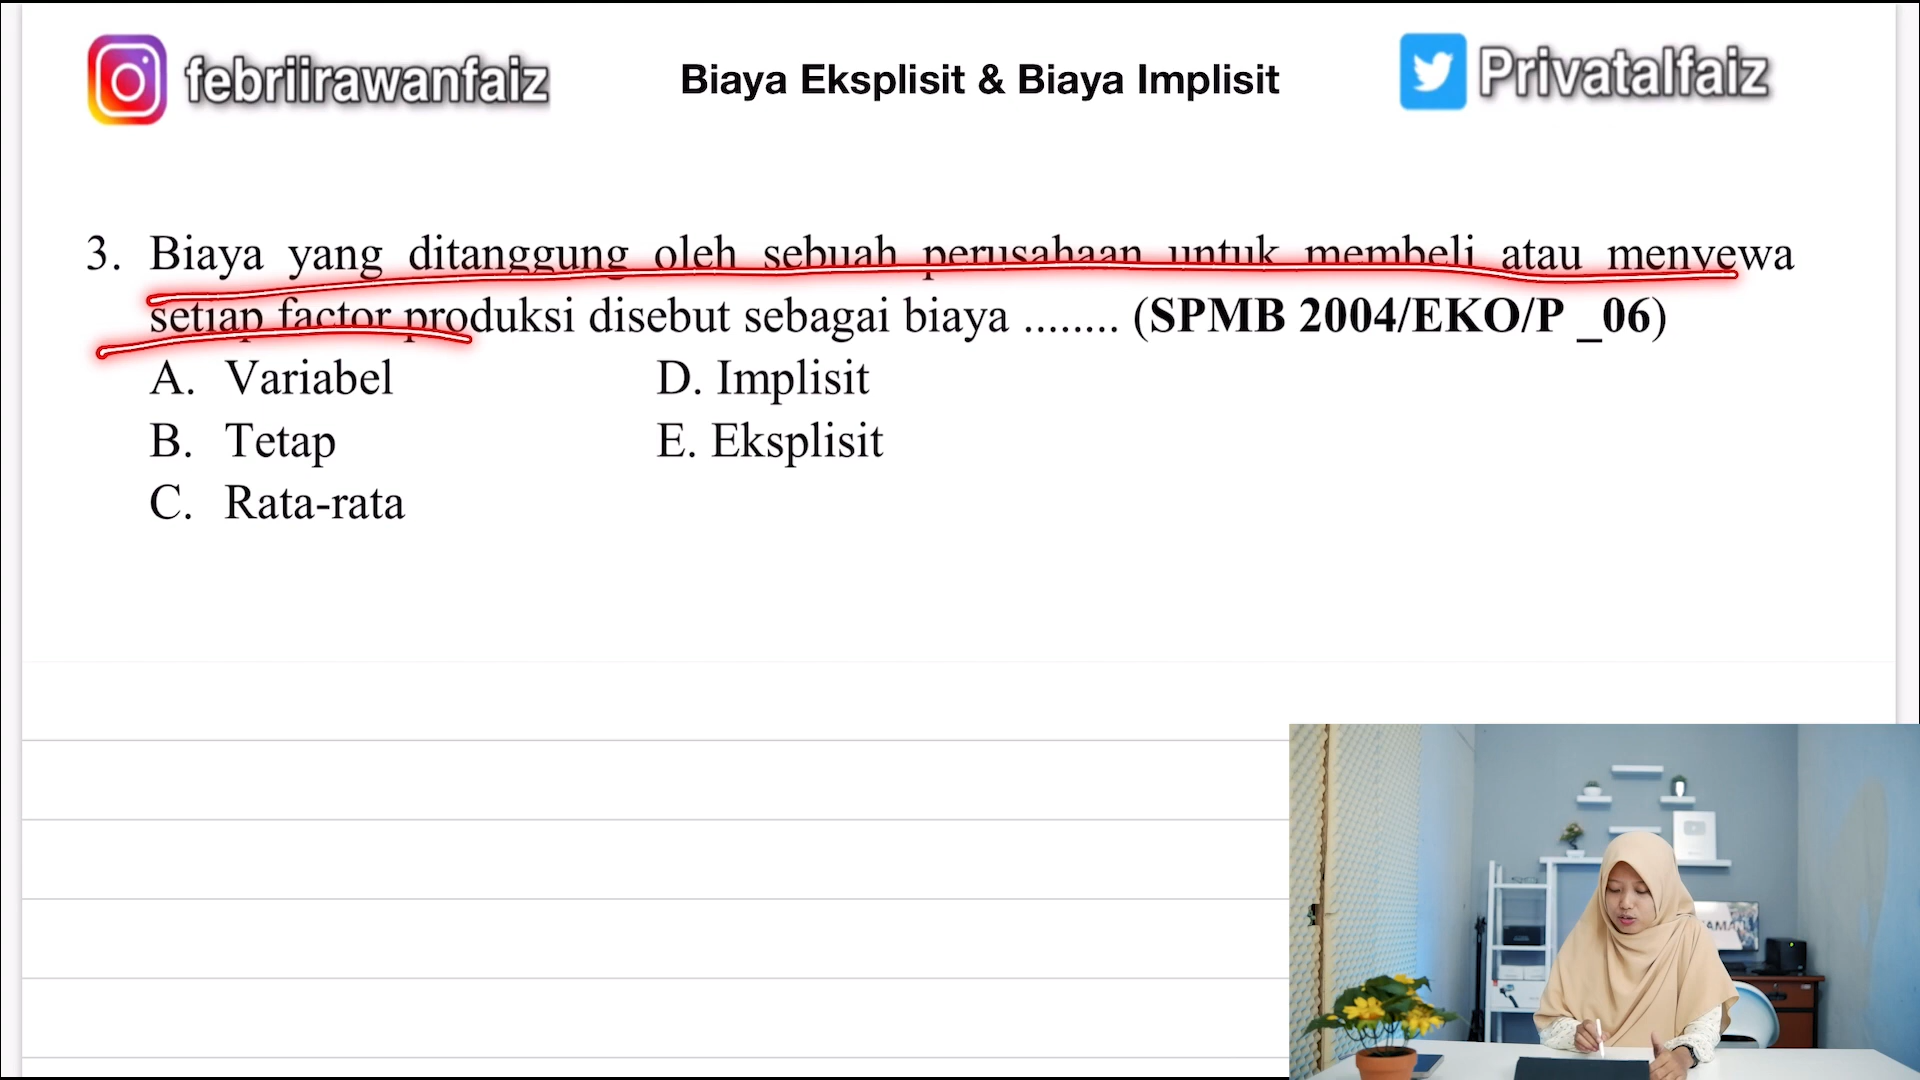 febriirawanfaiz
Biaya Eksplisit & Biaya Implisit
Privatalfaiz
3. Biaya yang ditanggung oleh sebuah perusahaan untuk membeli atau menyewa
setiap factor produksi disebut sebagai biaya ........ (SPMB 2004/EKO/P _06)
A. Variabel
B. Tetap
C. Rata-rata
D. Implisit
E. Eksplisit